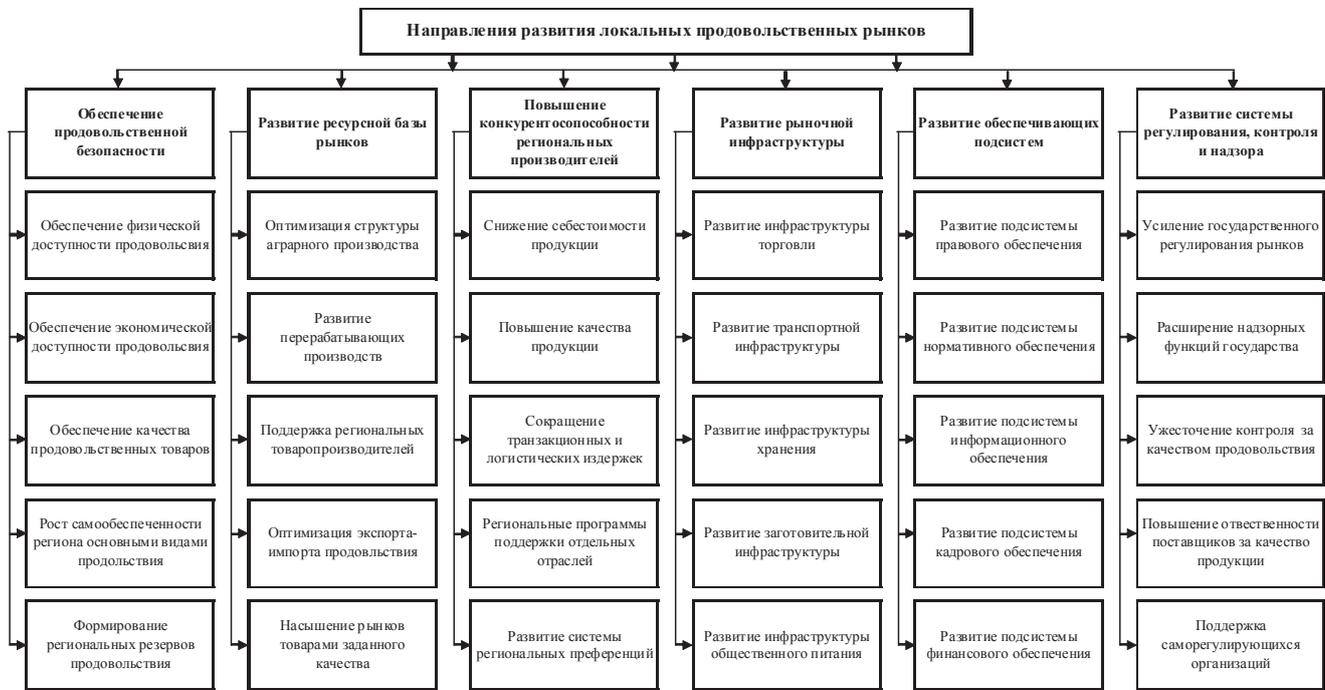 Направления развития локальных продовольственных рынков
Обеспечение
продовольственной
безопасности
Развитие ресурсной базы
рынков
Повышение
конкурентосопособности
региональных
производителей
Развитие рыночной
инфраструктуры
Развитие обеспечивающих
подсистем
Развитие системы
регулирования, контроля
и надзора
Обеспечение физической
доступности продовольсвия
Оптимизация структуры
аграрного производства
Снижение себестоимости
продукции
Развитие инфраструктуры
торговли
Развитие подсистемы
правового обеспечения
Усиление государственного
регулирования рынков
Обеспечение экономической
доступности продовольсвия
Развитие
перерабатывающих
производств
Повышение качества
продукции
Развитие транспортной
инфраструктуры
Развитие подсистемы
нормативного обеспечения
Расширение надзорных
функций государства
Обеспечение качества
продовольственных товаров
Поддержка региональных
товаропроизводителей
Сокращение
транзакционных и
логистических издержек
Развитие инфраструктуры
хранения
Развитие подсистемы
информационного
обеспечения
Ужесточение контроля за
качеством продовольствия
Рост самообеспеченности
региона основными видами
продольствия
Оптимизация экспорта-
импорта продовльствия
Региональные программы
поддержки отдельных
отраслей
Развитие заготовительной
инфраструктуры
Развитие подсистемы
кадрового обеспечения
Повышение отвественности
поставщиков за качество
продукции
Формирование
региональных резервов
продовольствия
Насышение рынков
товарами заданного
качества
Развитие системы
региональных преференций
Развитие инфраструктуры
общественного питания
Развитие подсистемы
финансового обеспечения
Поддержка
саморегулирующихся
организаций